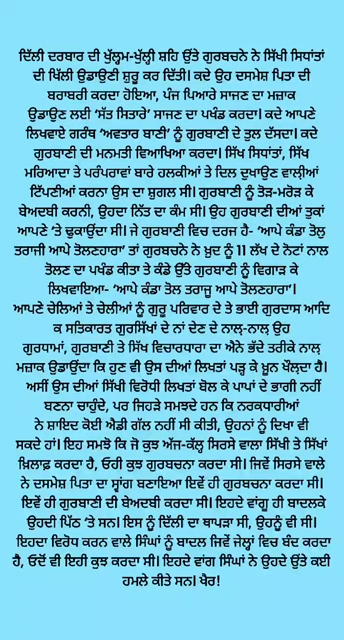 ਦਿੱਲੀ ਦਰਬਾਰ ਦੀ ਖੁੱਲ੍ਹਮ-ਖੁੱਲ੍ਹੀ ਸ਼ਹਿ ਉੱਤੇ ਗੁਰਬਚਨੇ ਨੇ ਸਿੱਖੀ ਸਿਧਾਂਤਾਂ
ਦੀ ਖਿੱਲੀ ਉਡਾਉਣੀ ਸ਼ੁਰੂ ਕਰ ਦਿੱਤੀ। ਕਦੇ ਉਹ ਦਸਮੇਸ਼ ਪਿਤਾ ਦੀ
ਬਰਾਬਰੀ ਕਰਦਾ ਹੋਇਆ, ਪੰਜ ਪਿਆਰੇ ਸਾਜਣ ਦਾ ਮਜ਼ਾਕ
ਉਡਾਉਣ ਲਈ ‘ਸੱਤ ਸਿਤਾਰੇ’ ਸਾਜਣ ਦਾ ਪਖੰਡ ਕਰਦਾ। ਕਦੇ ਆਪਣੇ
ਲਿਖਵਾਏ ਗਰੰਥ ‘ਅਵਤਾਰ ਬਾਣੀ’ ਨੂੰ ਗੁਰਬਾਣੀ ਦੇ ਤੁਲ ਦੱਸਦਾ। ਕਦੇ
ਗੁਰਬਾਣੀ ਦੀ ਮਨਮਤੀ ਵਿਆਖਿਆ ਕਰਦਾ। ਸਿੱਖ ਸਿਧਾਂਤਾਂ, ਸਿੱਖ
ਮਰਿਆਦਾ ਤੇ ਪਰੰਪਰਾਵਾਂ ਬਾਰੇ ਹਲਕੀਆਂ ਤੇ ਦਿਲ ਦੁਖਾਉਣ ਵਾਲ਼ੀਆਂ
ਟਿੱਪਣੀਆਂ ਕਰਨਾ ਉਸ ਦਾ ਸ਼ੁਗਲ ਸੀ। ਗੁਰਬਾਣੀ ਨੂੰ ਤੋੜ-ਮਰੋੜ ਕੇ
ਬੇਅਦਬੀ ਕਰਨੀ, ਉਹਦਾ ਨਿੱਤ ਦਾ ਕੰਮ ਸੀ। ਉਹ ਗੁਰਬਾਣੀ ਦੀਆਂ ਤੁਕਾਂ
ਆਪਣੇ ‘ਤੇ ਢੁਕਾਉਂਦਾ ਸੀ। ਜੇ ਗੁਰਬਾਣੀ ਵਿਚ ਦਰਜ ਹੈ- ‘ਆਪੇ ਕੰਡਾ ਤੋਲੁ
ਤਰਾਜੀ ਆਪੇ ਤੋਲਣਹਾਰਾ’ ਤਾਂ ਗੁਰਬਚਨੇ ਨੇ ਖ਼ੁਦ ਨੂੰ 11 ਲੱਖ ਦੇ ਨੋਟਾਂ ਨਾਲ
ਤੋਲਣ ਦਾ ਪਖੰਡ ਕੀਤਾ ਤੇ ਕੰਡੇ ਉੱਤੇ ਗੁਰਬਾਣੀ ਨੂੰ ਵਿਗਾੜ ਕੇ
ਲਿਖਵਾਇਆ- ‘ਆਪੇ ਕੰਡਾ ਤੋਲ ਤਰਾਜੂ ਆਪੇ ਤੋਲਣਹਾਰਾ’।
ਆਪਣੇ ਚੇਲਿਆਂ ਤੇ ਚੇਲੀਆਂ ਨੂੰ ਗੁਰੂ ਪਰਿਵਾਰ ਦੇ ਤੇ ਭਾਈ ਗੁਰਦਾਸ ਆਦਿ
ਕ ਸਤਿਕਾਰਤ ਗੁਰਸਿੱਖਾਂ ਦੇ ਨਾਂ ਦੇਣ ਦੇ ਨਾਲ਼-ਨਾਲ਼ ਉਹ
ਗੁਰਧਾਮਾਂ, ਗੁਰਬਾਣੀ ਤੇ ਸਿੱਖ ਵਿਚਾਰਧਾਰਾ ਦਾ ਐਨੇ ਭੱਦੇ ਤਰੀਕੇ ਨਾਲ਼
ਮਜ਼ਾਕ ਉਡਾਉਂਦਾ ਕਿ ਹੁਣ ਵੀ ਉਸ ਦੀਆਂ ਲਿਖਤਾਂ ਪੜ੍ਹ ਕੇ ਖ਼ੂਨ ਖੌਲਦਾ ਹੈ।
ਅਸੀਂ ਉਸ ਦੀਆਂ ਸਿੱਖੀ ਵਿਰੋਧੀ ਲਿਖਤਾਂ ਬੋਲ ਕੇ ਪਾਪਾਂ ਦੇ ਭਾਗੀ ਨਹੀਂ
ਬਣਨਾ ਚਾਹੁੰਦੇ, ਪਰ ਜਿਹੜੇ ਸਮਝਦੇ ਹਨ ਕਿ ਨਰਕਧਾਰੀਆਂ
ਨੇ ਸ਼ਾਇਦ ਕੋਈ ਐਡੀ ਗੱਲ ਨਹੀਂ ਸੀ ਕੀਤੀ, ਉਹਨਾਂ ਨੂੰ ਦਿਖਾ ਵੀ
ਸਕਦੇ ਹਾਂ। ਇਹ ਸਮਝੋ ਕਿ ਜੋ ਕੁਝ ਅੱਜ-ਕੱਲ੍ਹ ਸਿਰਸੇ ਵਾਲਾ ਸਿੱਖੀ ਤੇ ਸਿੱਖਾਂ
ਖ਼ਿਲਾਫ਼ ਕਰਦਾ ਹੈ, ਓਹੀ ਕੁਝ ਗੁਰਬਚਨਾ ਕਰਦਾ ਸੀ। ਜਿਵੇਂ ਸਿਰਸੇ ਵਾਲੇ
ਨੇ ਦਸਮੇਸ਼ ਪਿਤਾ ਦਾ ਸ੍ਵਾਂਗ ਬਣਾਇਆ ਇਵੇਂ ਹੀ ਗੁਰਬਚਨਾ ਕਰਦਾ ਸੀ।
ਇਵੇਂ ਹੀ ਗੁਰਬਾਣੀ ਦੀ ਬੇਅਦਬੀ ਕਰਦਾ ਸੀ। ਇਹਦੇ ਵਾਂਗੂ ਹੀ ਬਾਦਲਕੇ
ਉਹਦੀ ਪਿੱਠ ‘ਤੇ ਸਨ। ਇਸ ਨੂੰ ਦਿੱਲੀ ਦਾ ਥਾਪੜਾ ਸੀ, ਉਹਨੂੰ ਵੀ ਸੀ।
ਇਹਦਾ ਵਿਰੋਧ ਕਰਨ ਵਾਲੇ ਸਿੰਘਾਂ ਨੂੰ ਬਾਦਲ ਜਿਵੇਂ ਜੇਲ੍ਹਾਂ ਵਿਚ ਬੰਦ ਕਰਦਾ
ਹੈ, ਓਦੋਂ ਵੀ ਇਹੀ ਕੁਝ ਕਰਦਾ ਸੀ। ਇਹਦੇ ਵਾਂਗ ਸਿੰਘਾਂ ਨੇ ਉਹਦੇ ਉੱਤੇ ਕਈ
ਹਮਲੇ ਕੀਤੇ ਸਨ। ਖੈਰ!